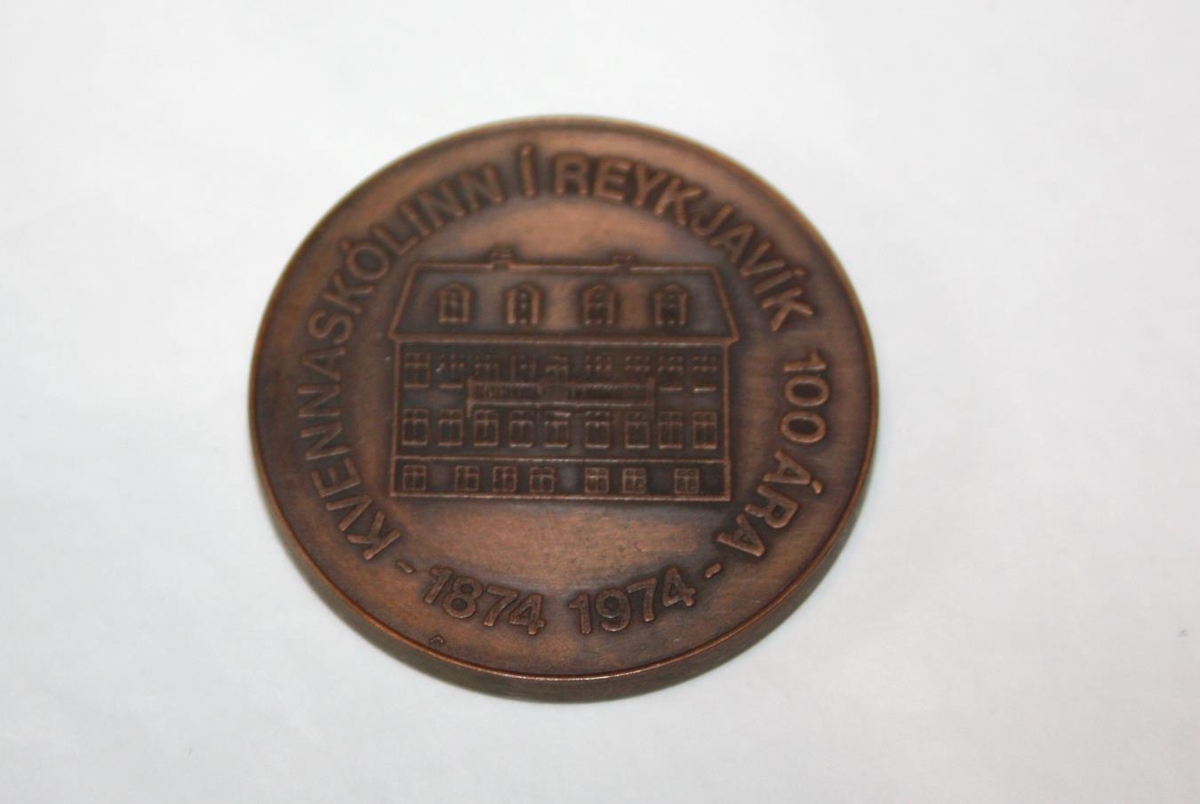 KVENNASKÓLINN Í REYKJAVÍK 100 ÁRA
- 1874 1974 -